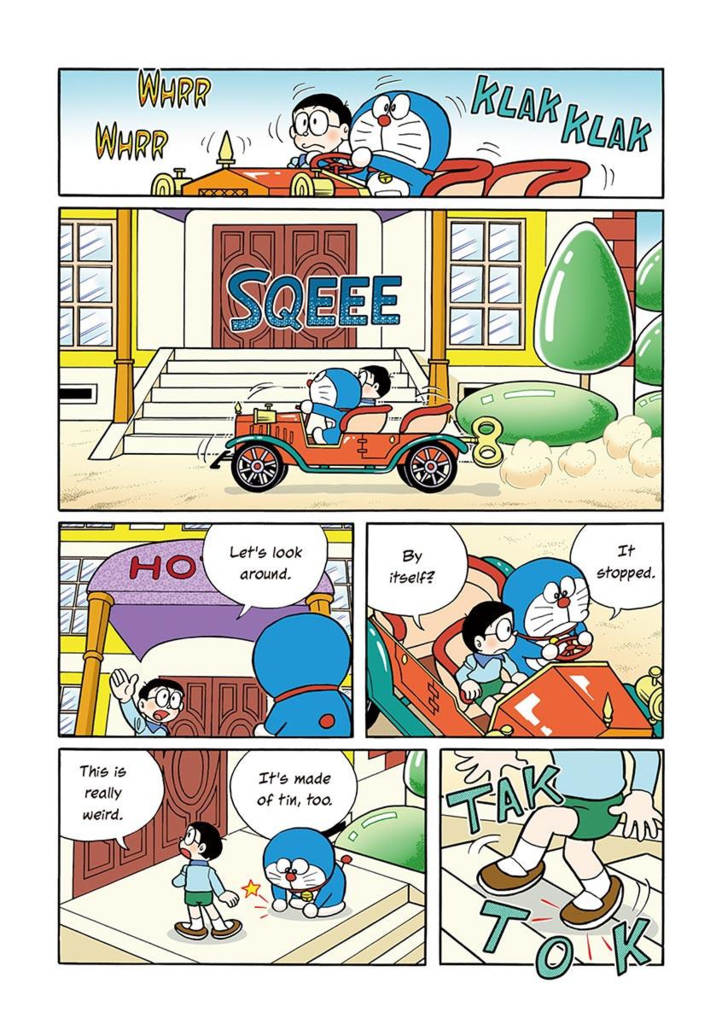 KLAK
KLAK
WHRR
WHRR
SQEEE
It
stopped.
By
itself?
Let's look
around.
HO
TAK
TOK
It's made
of tin, too.
This is
really
weird.